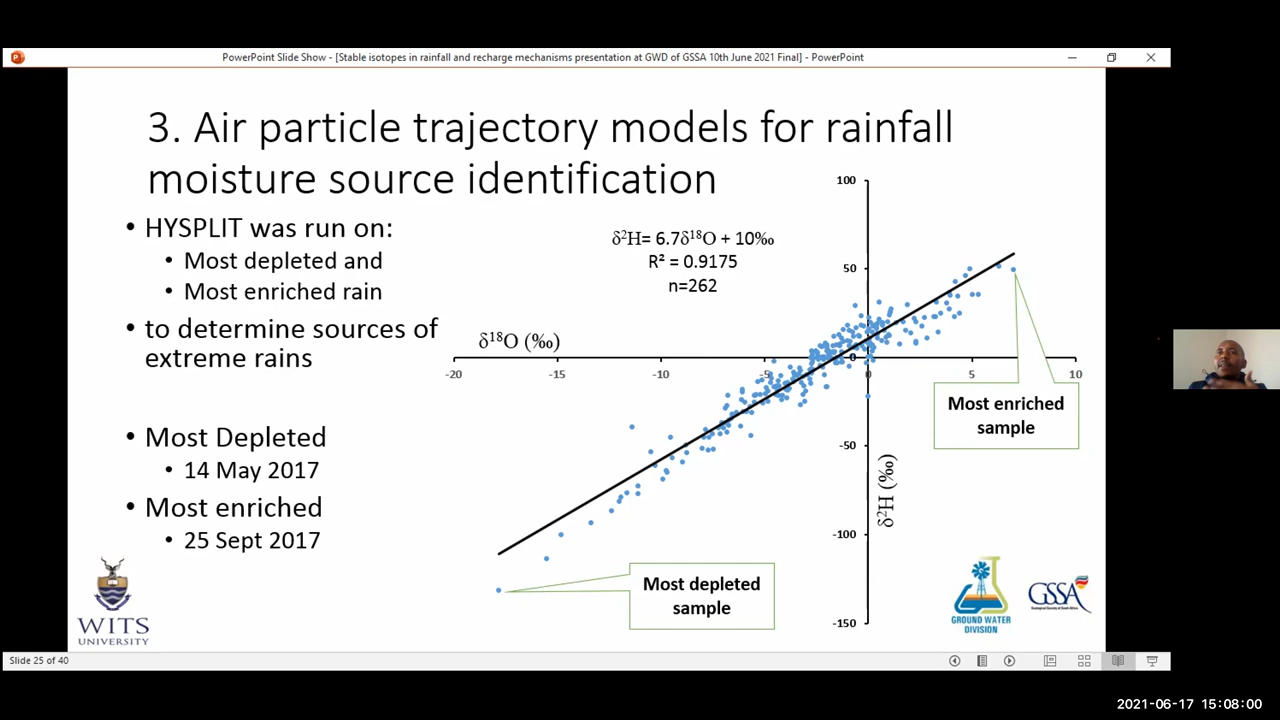 PowerPoint Slide Show - [Stable isotopes in rainfall and recharge mechanisms presentation at GWD of GSSA 10th June 2021 Final] - PowerPoint
3. Air particle trajectory models for rainfall
moisture source identification
• HYSPLIT was run on:
• Most depleted and
• Most enriched rain
• to determine sources of
extreme rains
• Most Depleted
• 14 May 2017
• Most enriched
• 25 Sept 2017
δ²H= 6.7δ¹⁸O + 10‰
R² = 0.9175
n=262
δ¹⁸O (‰)
δ²H (‰)
100
50
0
-50
-100
-150
-20
-15
-10
-5
0
5
10
Most enriched
sample
Most depleted
sample
WITS
UNIVERSITY
GROUND WATER
DIVISION
GSSA
Slide 25 of 40
2021-06-17 15:08:00